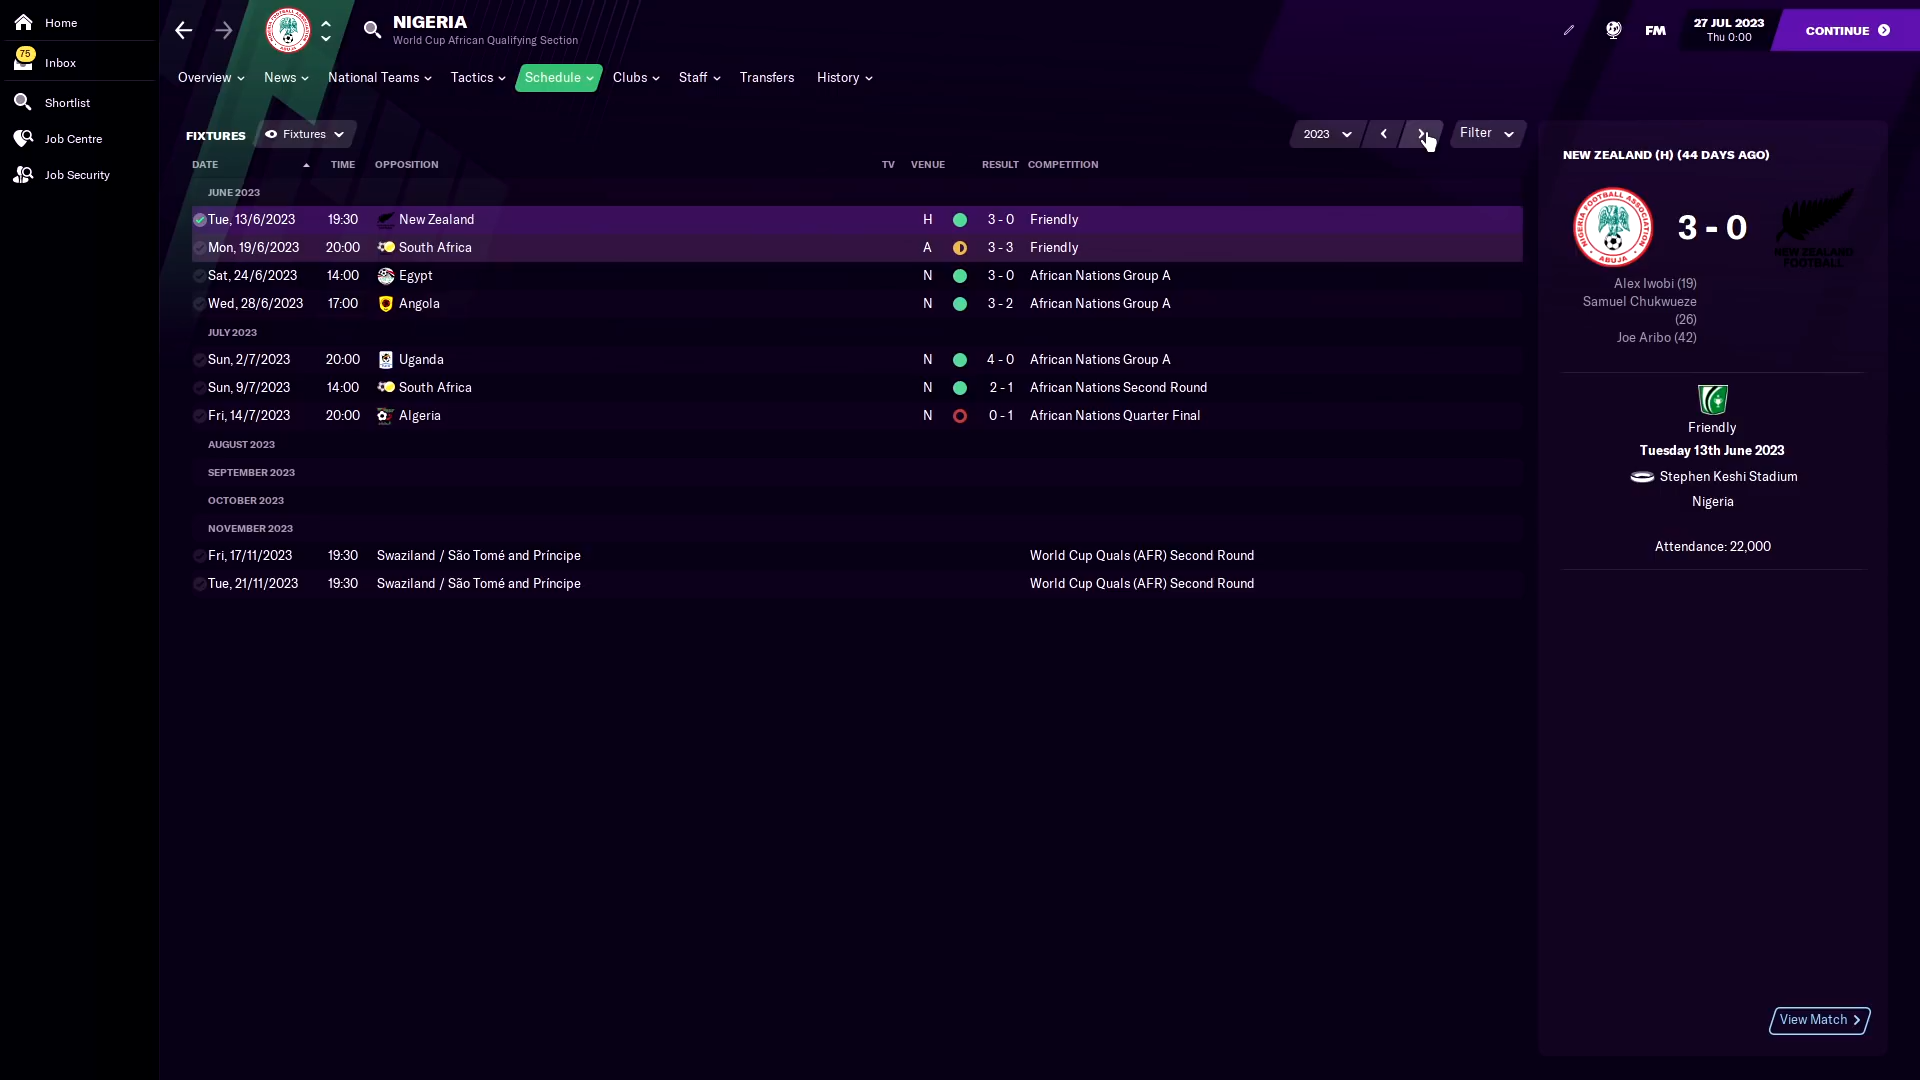 Home
75
Inbox
Shortlist
Job Centre
Job Security
NIGERIA
World Cup African Qualifying Section
FM
27 JUL 2023
Thu 0:00
CONTINUE
Overview
News
National Teams
Tactics
Schedule
Clubs
Staff
Transfers
History
FIXTURES
Fixtures
2023
Filter
DATE TIME OPPOSITION TV VENUE RESULT COMPETITION
JUNE 2023
Tue, 13/6/2023 19:30 New Zealand H 3 - 0 Friendly
Mon, 19/6/2023 20:00 South Africa A 3 - 3 Friendly
Sat, 24/6/2023 14:00 Egypt N 3 - 0 African Nations Group A
Wed, 28/6/2023 17:00 Angola N 3 - 2 African Nations Group A
JULY 2023
Sun, 2/7/2023 20:00 Uganda N 4 - 0 African Nations Group A
Sun, 9/7/2023 14:00 South Africa N 2 - 1 African Nations Second Round
Fri, 14/7/2023 20:00 Algeria N 0 - 1 African Nations Quarter Final
AUGUST 2023
SEPTEMBER 2023
OCTOBER 2023
NOVEMBER 2023
Fri, 17/11/2023 19:30 Swaziland / São Tomé and Príncipe World Cup Quals (AFR) Second Round
Tue, 21/11/2023 19:30 Swaziland / São Tomé and Príncipe World Cup Quals (AFR) Second Round
NEW ZEALAND (H) (44 DAYS AGO)
NIGERIA FOOTBALL ASSOCIATION
ABUJA
3 - 0
NEW ZEALAND
FOOTBALL
Alex Iwobi (19)
Samuel Chukwueze
(26)
Joe Aribo (42)
Friendly
Tuesday 13th June 2023
Stephen Keshi Stadium
Nigeria
Attendance: 22,000
View Match